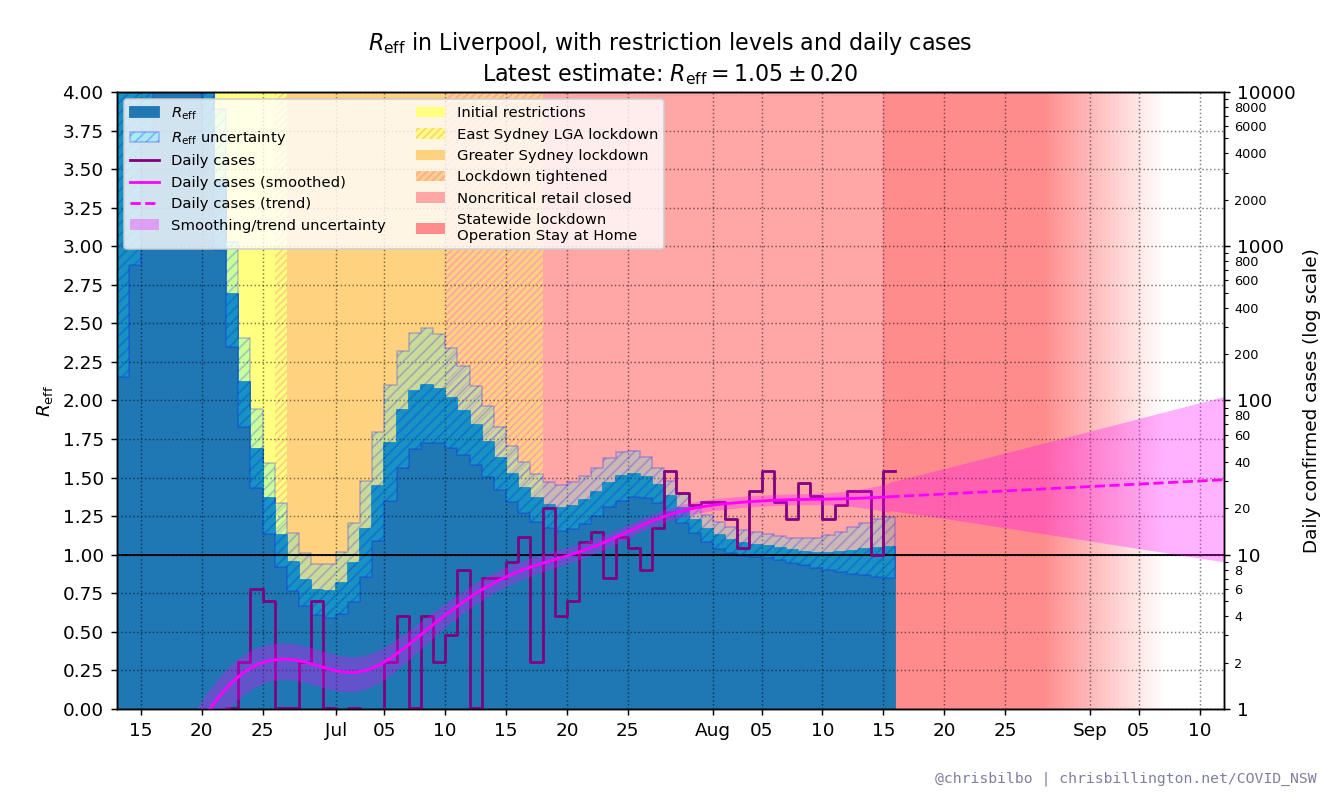 Reff in Liverpool, with restriction levels and daily cases
Latest estimate: Reff = 1.05 ± 0.20
Reff
Reff uncertainty
Daily cases
Daily cases (smoothed)
Daily cases (trend)
Smoothing/trend uncertainty
Initial restrictions
East Sydney LGA lockdown
Greater Sydney lockdown
Lockdown tightened
Noncritical retail closed
Statewide lockdown
Operation Stay at Home
Reff
4.00
3.75
3.50
3.25
3.00
2.75
2.50
2.25
2.00
1.75
1.50
1.25
1.00
0.75
0.50
0.25
0.00
15 20 25 Jul 05 10 15 20 25 Aug 05 10 15 20 25 Sep 05 10
10000
8000
6000
4000
2000
1000
800
600
400
200
100
80
60
40
20
10
8
6
4
2
1
Daily confirmed cases (log scale)
@chrisbilbo | chrisbillington.net/COVID_NSW